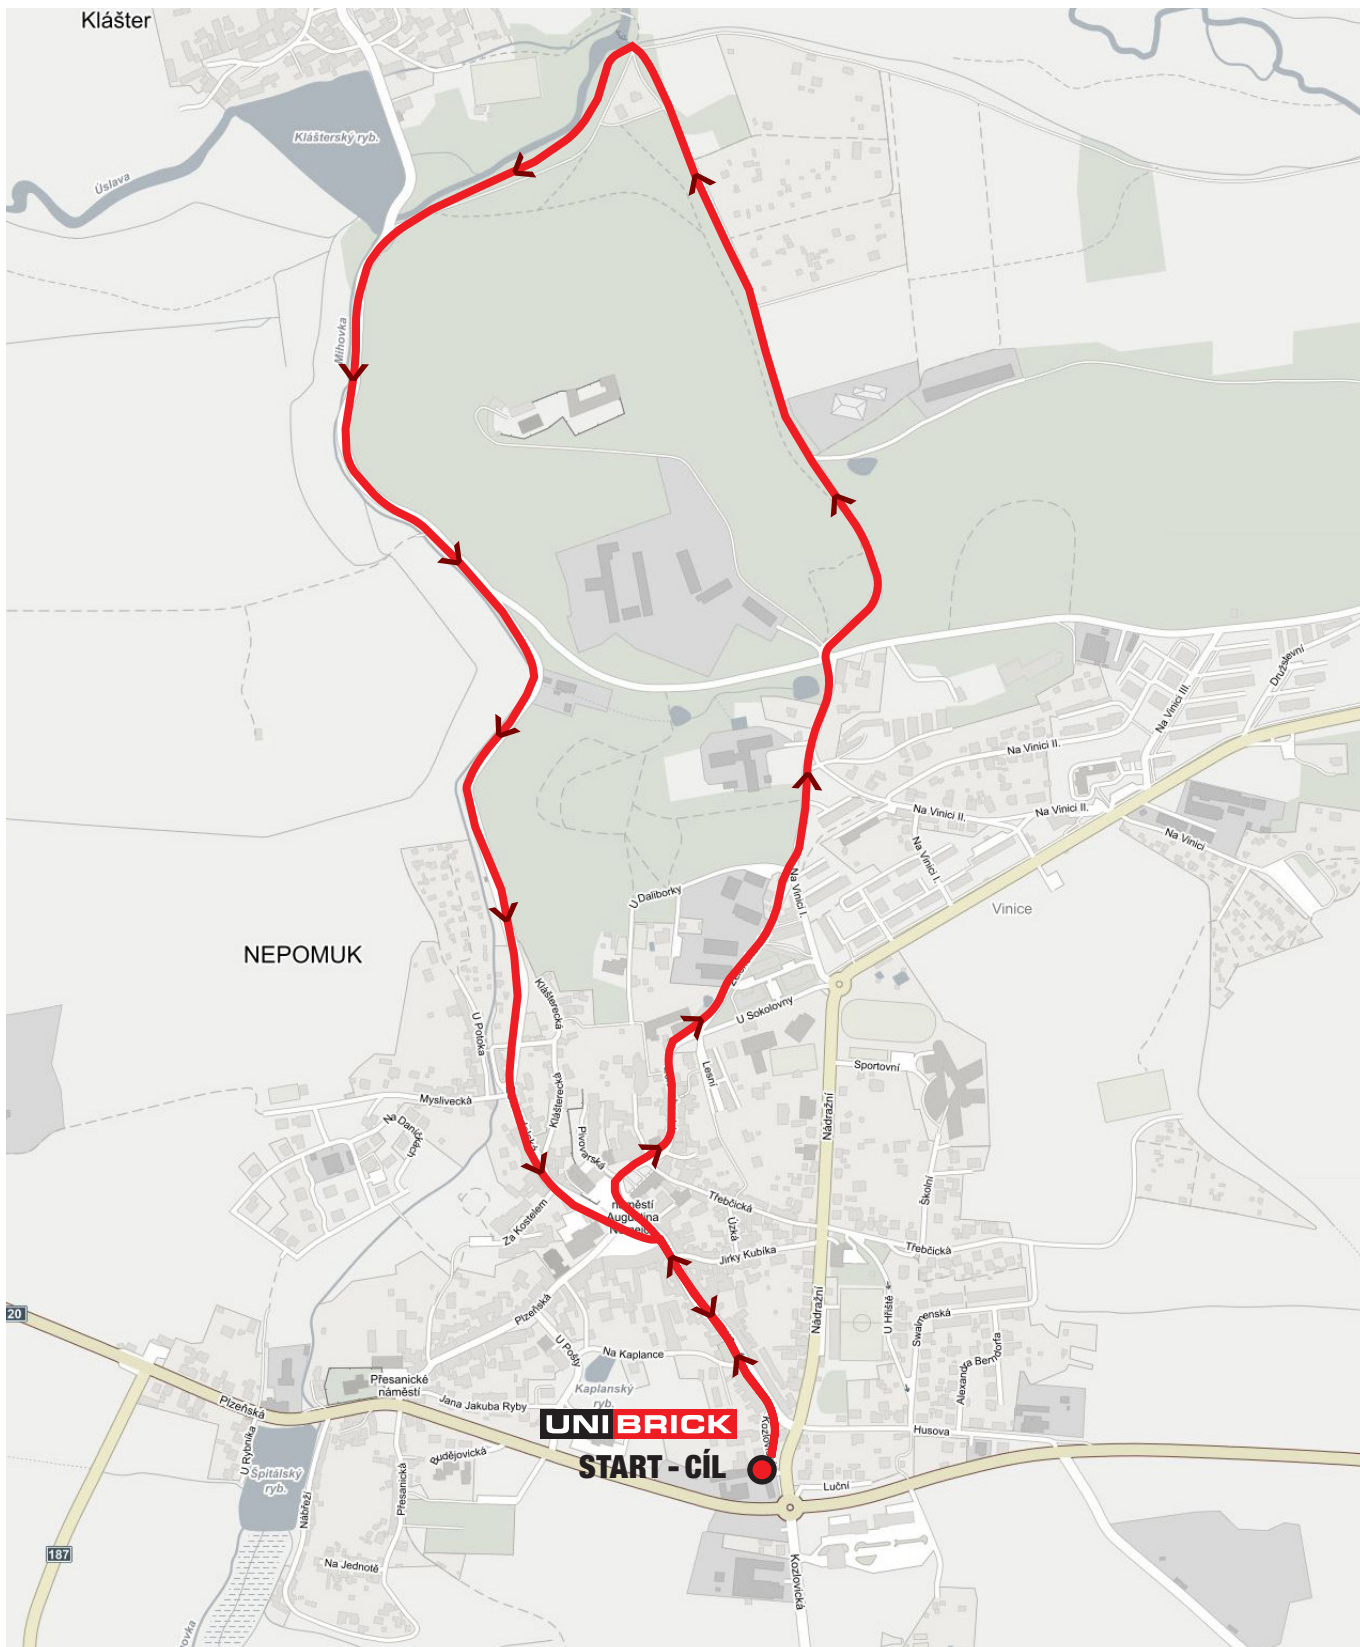 Klášter
Klášterský ryb.
Úslava
Mihovka
Družstevní
Na Vinici III.
Na Vinici II.
Na Vinici II.
Na Vinici II.
Na Vinici
Na Vinici I.
Na Vinici I.
U Daliborky
Vinice
NEPOMUK
Klášterecká
U Sokolovny
U Potoka
Lesní
Sportovní
Klášterecká
Myslivecká
Na Daníčkách
Nádražní
Pivovarská
Školní
Třebčická
náměstí
Augustina
Za Kostelem
Úzká
Třebčická
Jirky Kubíka
Plzeňská
U Hřiště
20
Nádražní
Swalmenská
U Pošty
Na Kaplance
Alexandra Berndorfa
Přesanické
náměstí
Kaplanský
ryb.
Plzeňská
Jana Jakuba Ryby
UNIBRICK
Husova
U Rybníka
Budějovická
START - CÍL
Špitálský
ryb.
Přesanická
Luční
Nábřeží
187
Na Jednotě
Kozlovická